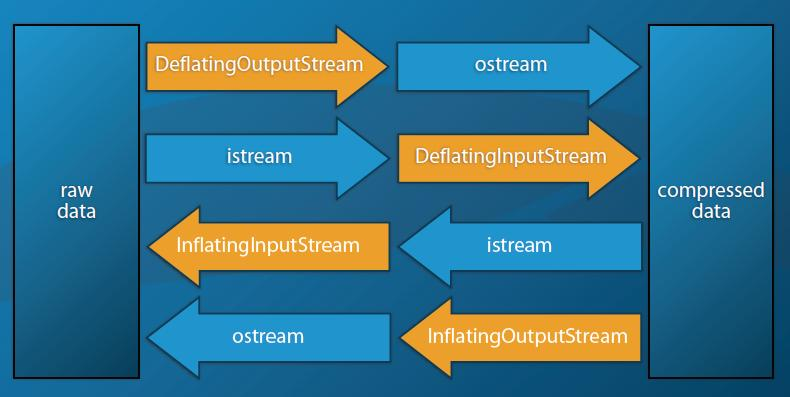 DeflatingOutputStream
ostream
istream
DeflatingInputStream
raw
data
compressed
data
InflatingInputStream
istream
ostream
InflatingOutputStream